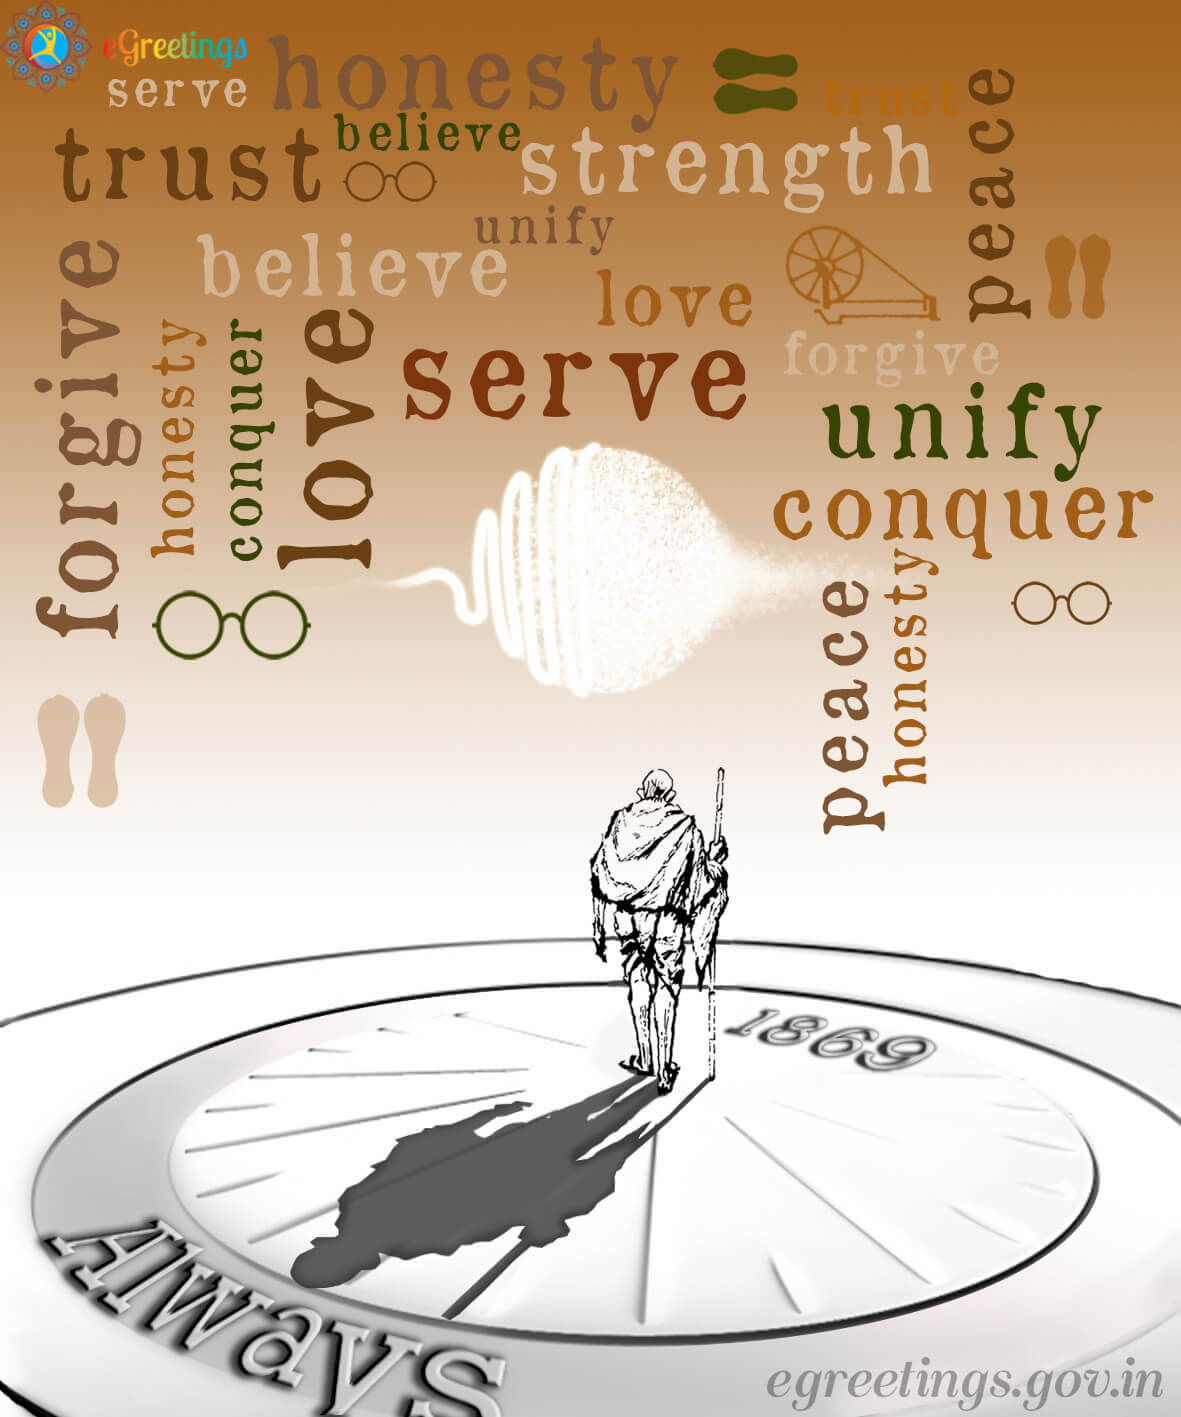 eGreetings
serve
honesty
trust
believe
trust
strength
peace
unify
believe
love
forgive
honesty
conquer
love
serve
forgive
unify
conquer
peace
honesty
1869
Always
egreetings.gov.in